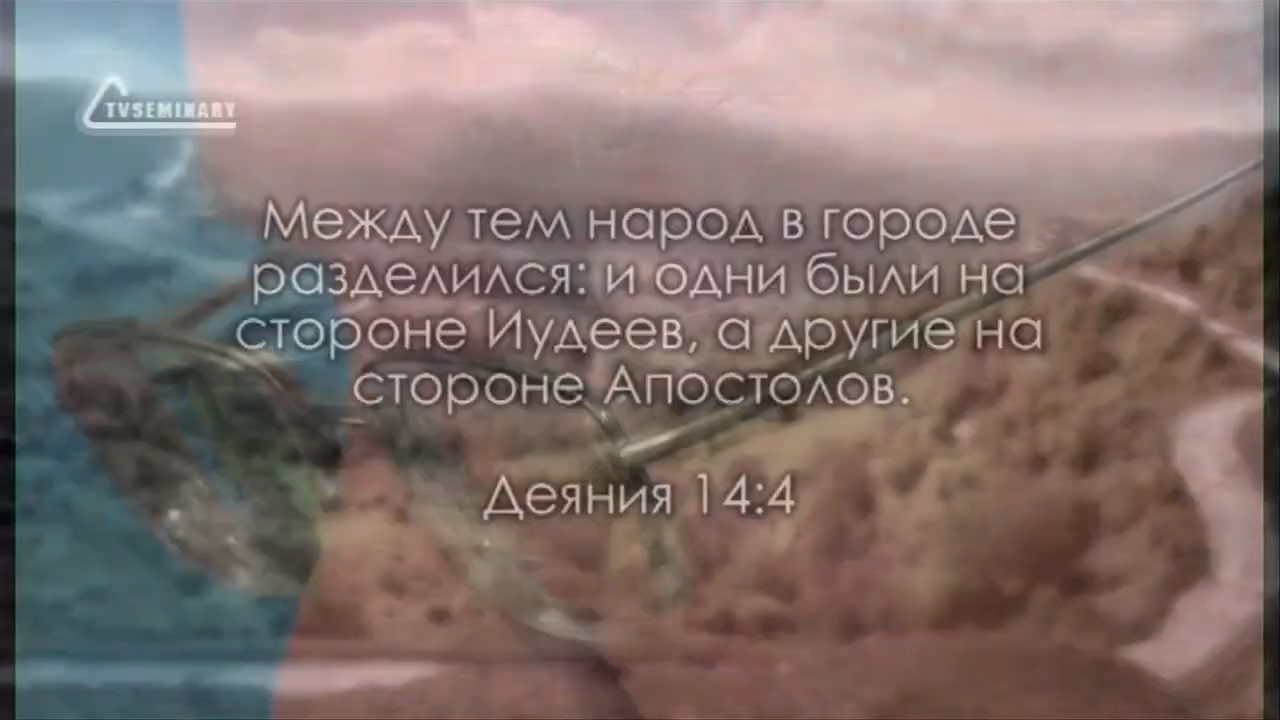 TVSEMINARY
Между тем народ в городе
разделился: и одни были на
стороне Иудеев, а другие на
стороне Апостолов.
Деяния 14:4